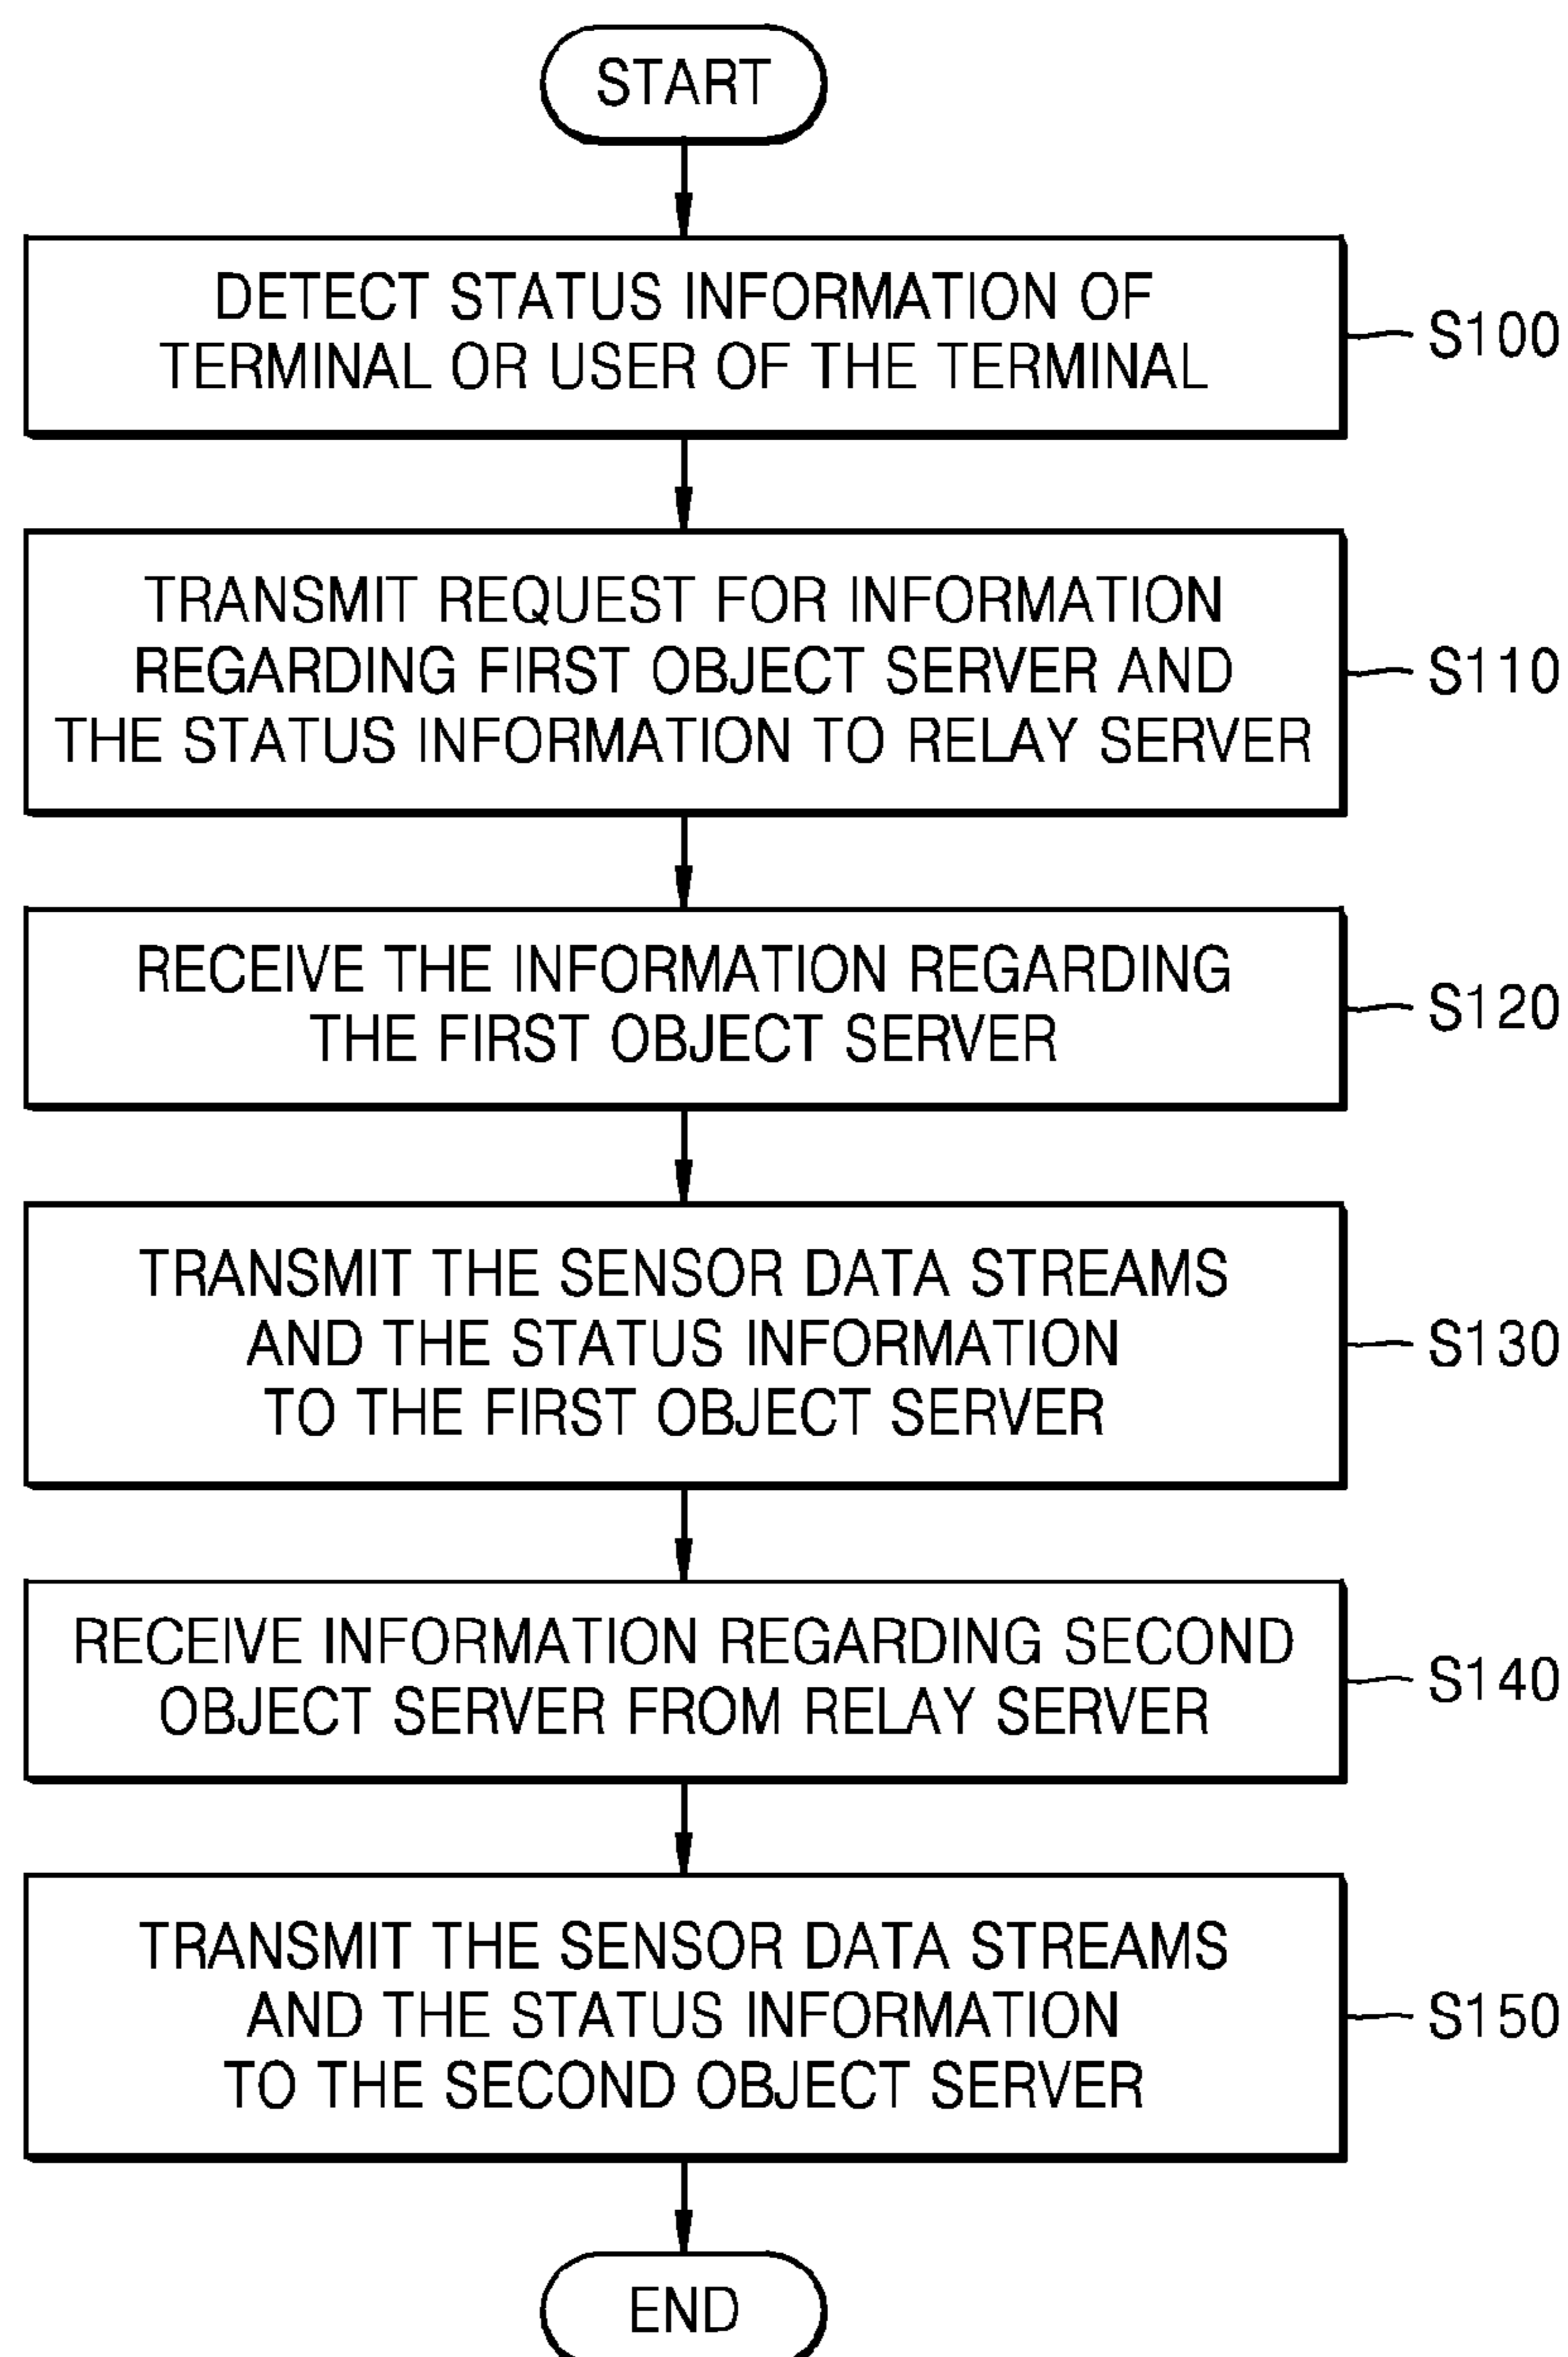 START
DETECT STATUS INFORMATION OF
TERMINAL OR USER OF THE TERMINAL
S100
TRANSMIT REQUEST FOR INFORMATION
REGARDING FIRST OBJECT SERVER AND
THE STATUS INFORMATION TO RELAY SERVER
S110
RECEIVE THE INFORMATION REGARDING
THE FIRST OBJECT SERVER
S120
TRANSMIT THE SENSOR DATA STREAMS
AND THE STATUS INFORMATION
TO THE FIRST OBJECT SERVER
S130
RECEIVE INFORMATION REGARDING SECOND
OBJECT SERVER FROM RELAY SERVER
S140
TRANSMIT THE SENSOR DATA STREAMS
AND THE STATUS INFORMATION
TO THE SECOND OBJECT SERVER
S150
END